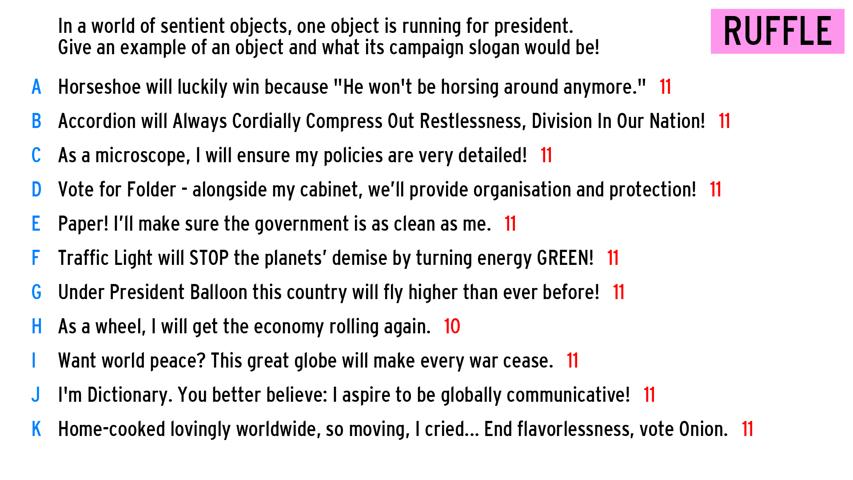 In a world of sentient objects, one object is running for president.
Give an example of an object and what its campaign slogan would be!
RUFFLE
A Horseshoe will luckily win because "He won't be horsing around anymore." 11
B Accordion will Always Cordially Compress Out Restlessness, Division In Our Nation! 11
C As a microscope, I will ensure my policies are very detailed! 11
D Vote for Folder - alongside my cabinet, we’ll provide organisation and protection! 11
E Paper! I’ll make sure the government is as clean as me. 11
F Traffic Light will STOP the planets’ demise by turning energy GREEN! 11
G Under President Balloon this country will fly higher than ever before! 11
H As a wheel, I will get the economy rolling again. 10
I Want world peace? This great globe will make every war cease. 11
J I'm Dictionary. You better believe: I aspire to be globally communicative! 11
K Home-cooked lovingly worldwide, so moving, I cried... End flavorlessness, vote Onion. 11